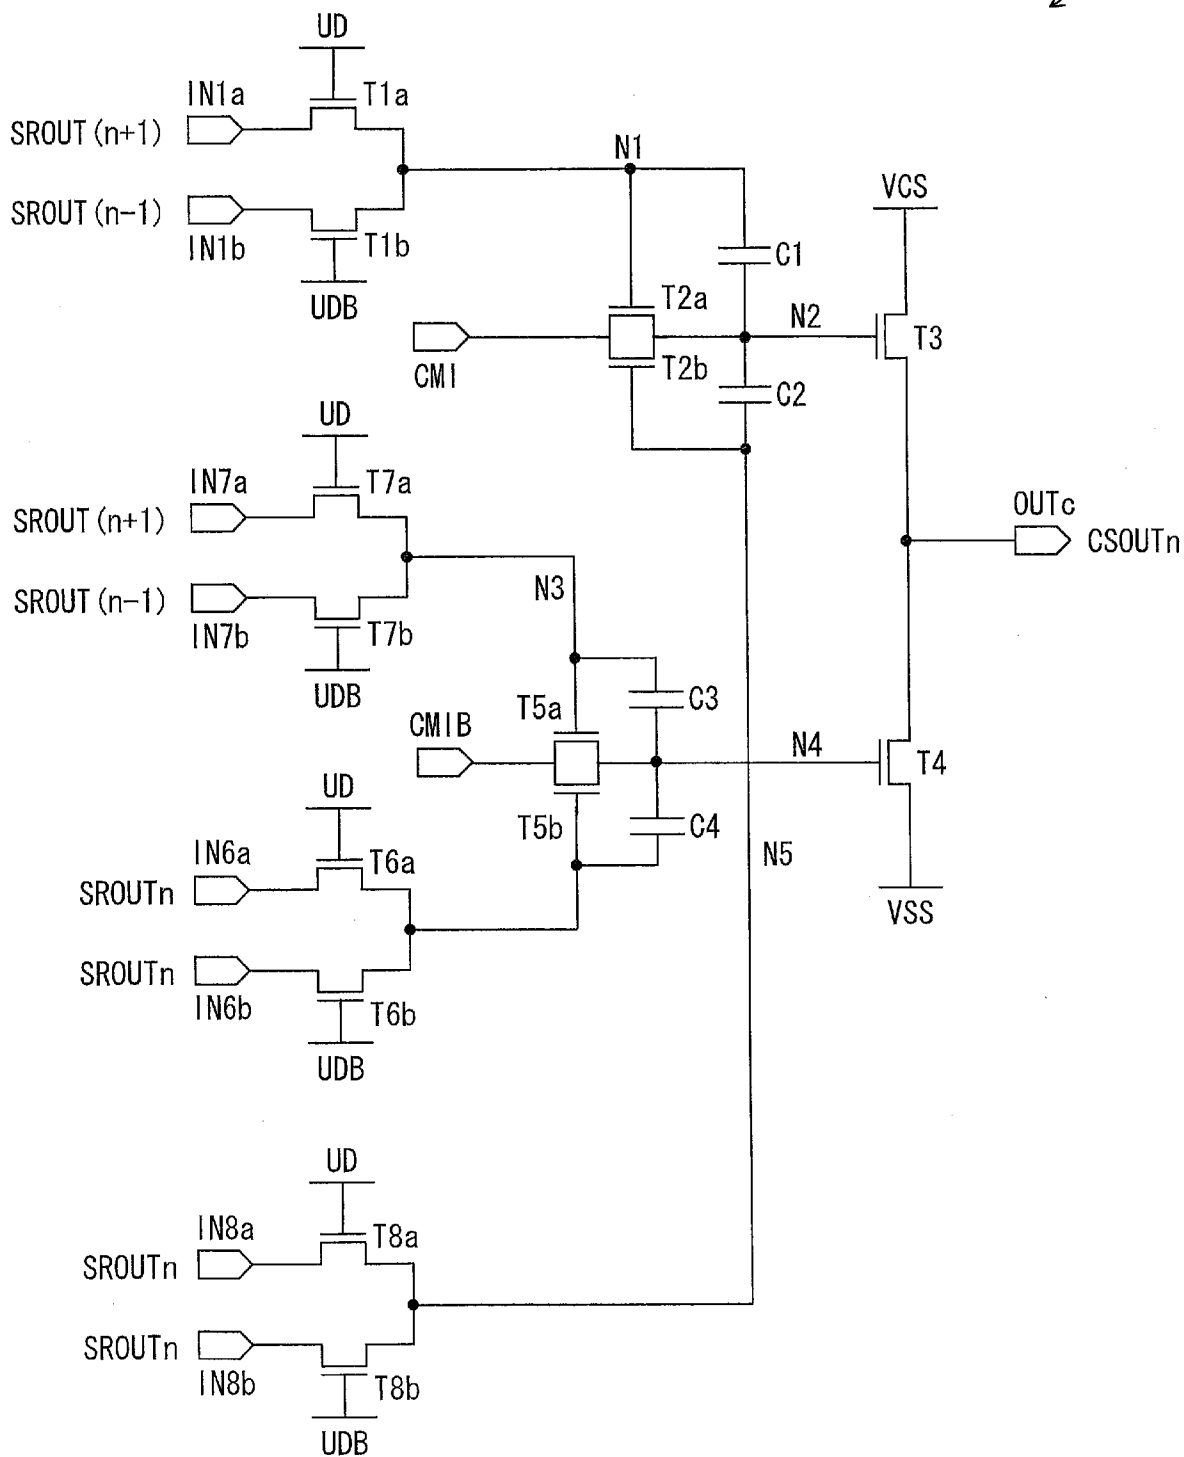 UD
IN1a
T1a
SROUT(n+1)
SROUT(n-1)
IN1b
T1b
UDB
N1
VCS
C1
T2a
N2
T3
CMI
T2b
C2
UD
IN7a
T7a
SROUT(n+1)
OUTc
CSOUTn
N3
SROUT(n-1)
IN7b
T7b
UDB
T5a
C3
CMIB
N4
T4
UD
T5b
C4
N5
IN6a
T6a
SROUTn
VSS
SROUTn
IN6b
T6b
UDB
UD
IN8a
T8a
SROUTn
SROUTn
IN8b
T8b
UDB